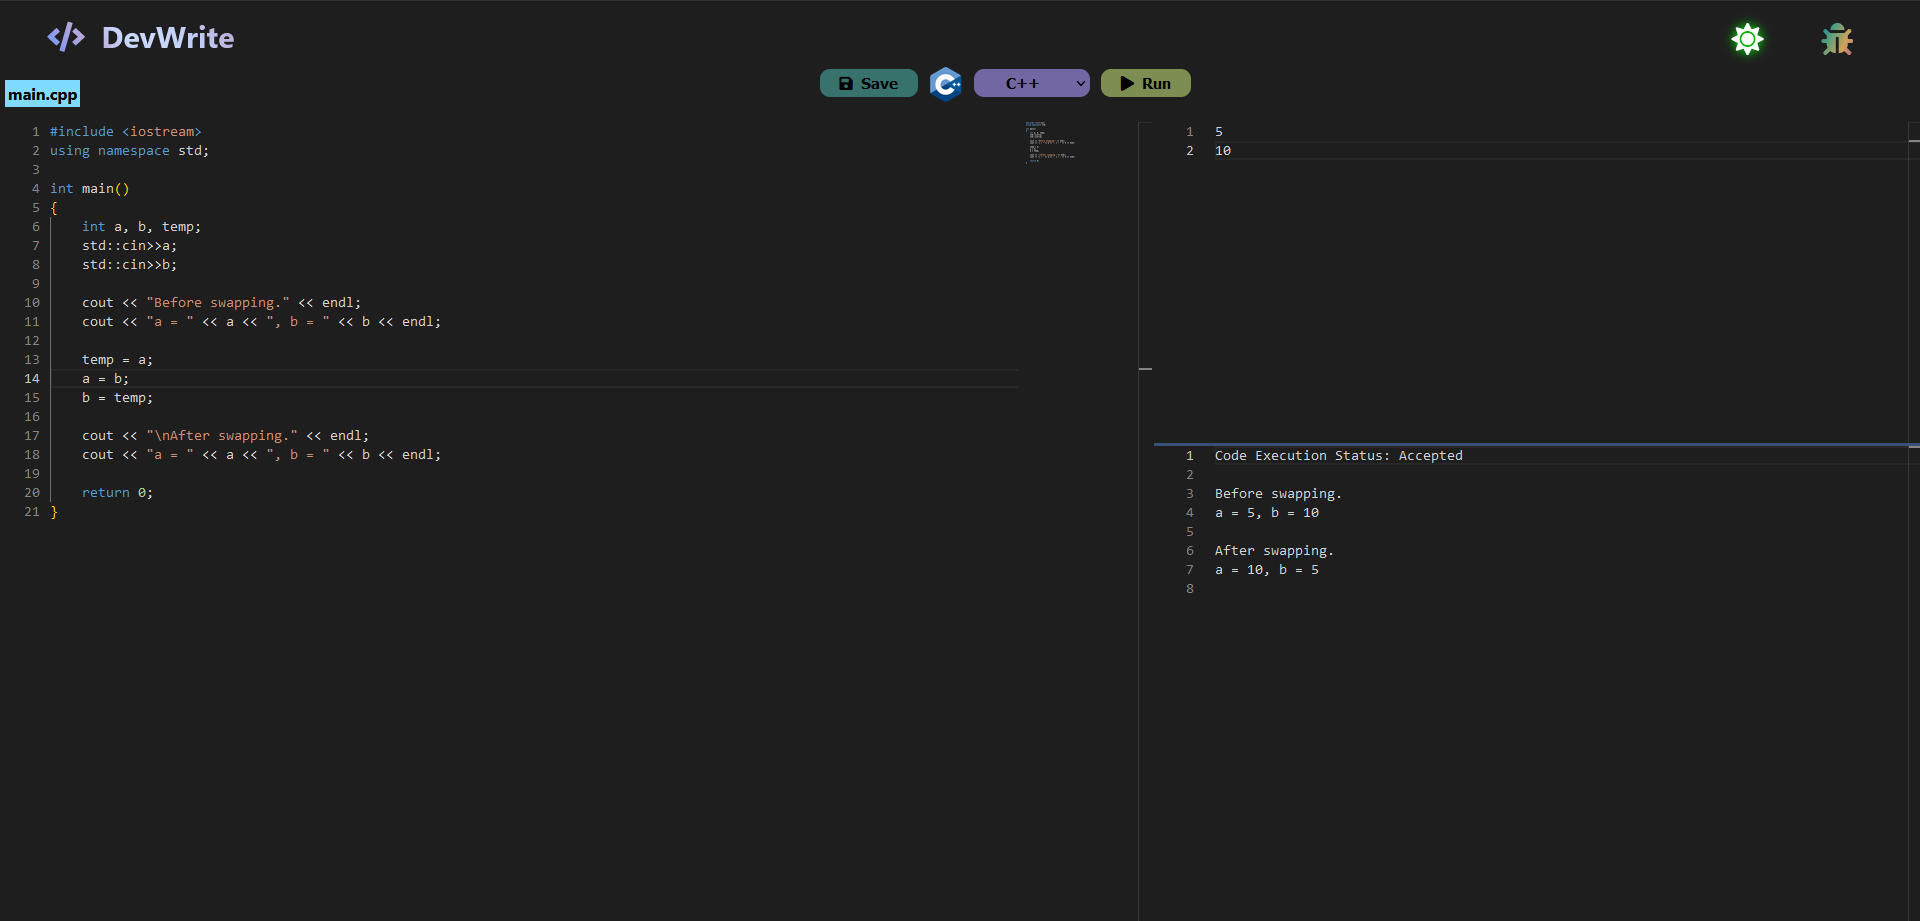 DevWrite
Save
C++
Run
main.cpp
1 #include <iostream>
2 using namespace std;
3
4 int main()
5 {
6     int a, b, temp;
7     std::cin>>a;
8     std::cin>>b;
9
10     cout << "Before swapping." << endl;
11     cout << "a = " << a << ", b = " << b << endl;
12
13     temp = a;
14     a = b;
15     b = temp;
16
17     cout << "\nAfter swapping." << endl;
18     cout << "a = " << a << ", b = " << b << endl;
19
20     return 0;
21 }
1 5
2 10
1 Code Execution Status: Accepted
2
3 Before swapping.
4 a = 5, b = 10
5
6 After swapping.
7 a = 10, b = 5
8